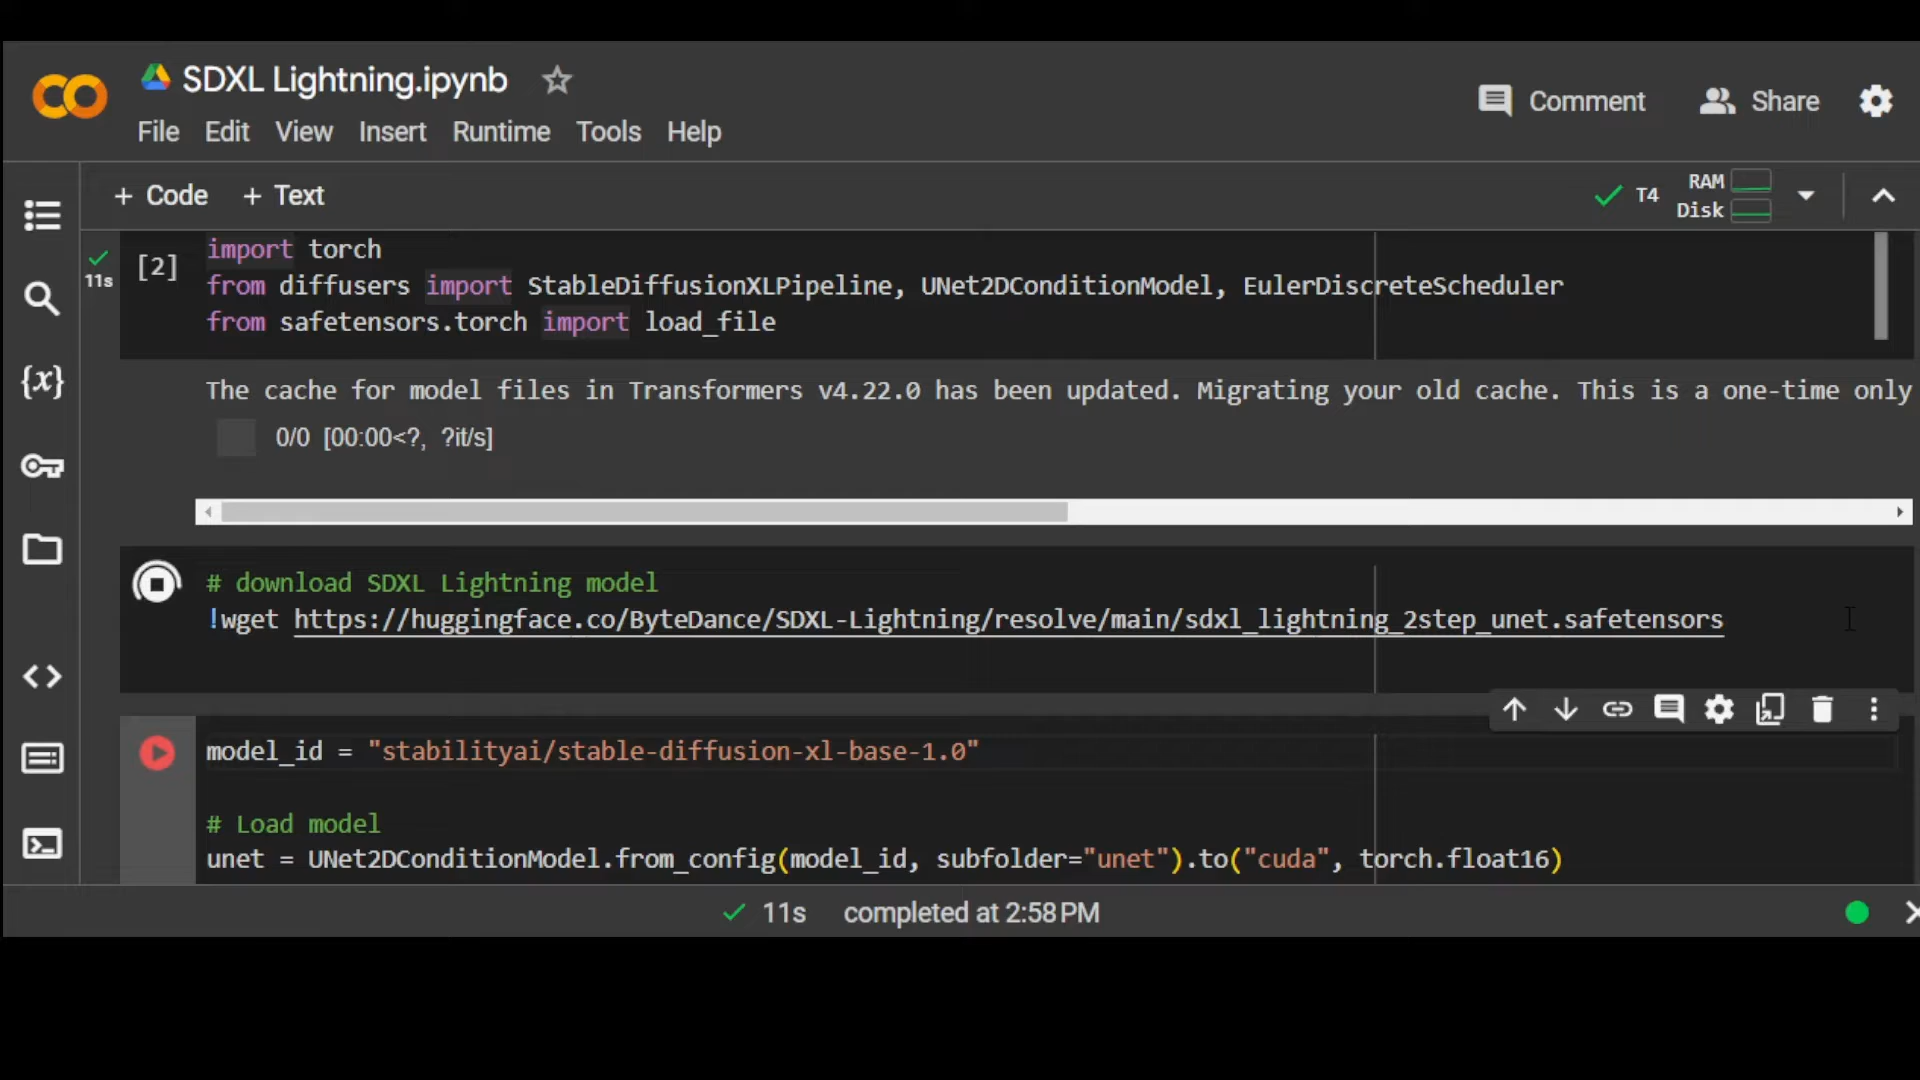 SDXL Lightning.ipynb
File Edit View Insert Runtime Tools Help
Comment Share
+ Code + Text
T4 RAM Disk
11s
[2]
import torch
from diffusers import StableDiffusionXLPipeline, UNet2DConditionModel, EulerDiscreteScheduler
from safetensors.torch import load_file
The cache for model files in Transformers v4.22.0 has been updated. Migrating your old cache. This is a one-time only
0/0 [00:00<?, ?it/s]
# download SDXL Lightning model
!wget https://huggingface.co/ByteDance/SDXL-Lightning/resolve/main/sdxl_lightning_2step_unet.safetensors
model_id = "stabilityai/stable-diffusion-xl-base-1.0"
# Load model
unet = UNet2DConditionModel.from_config(model_id, subfolder="unet").to("cuda", torch.float16)
11s completed at 2:58 PM